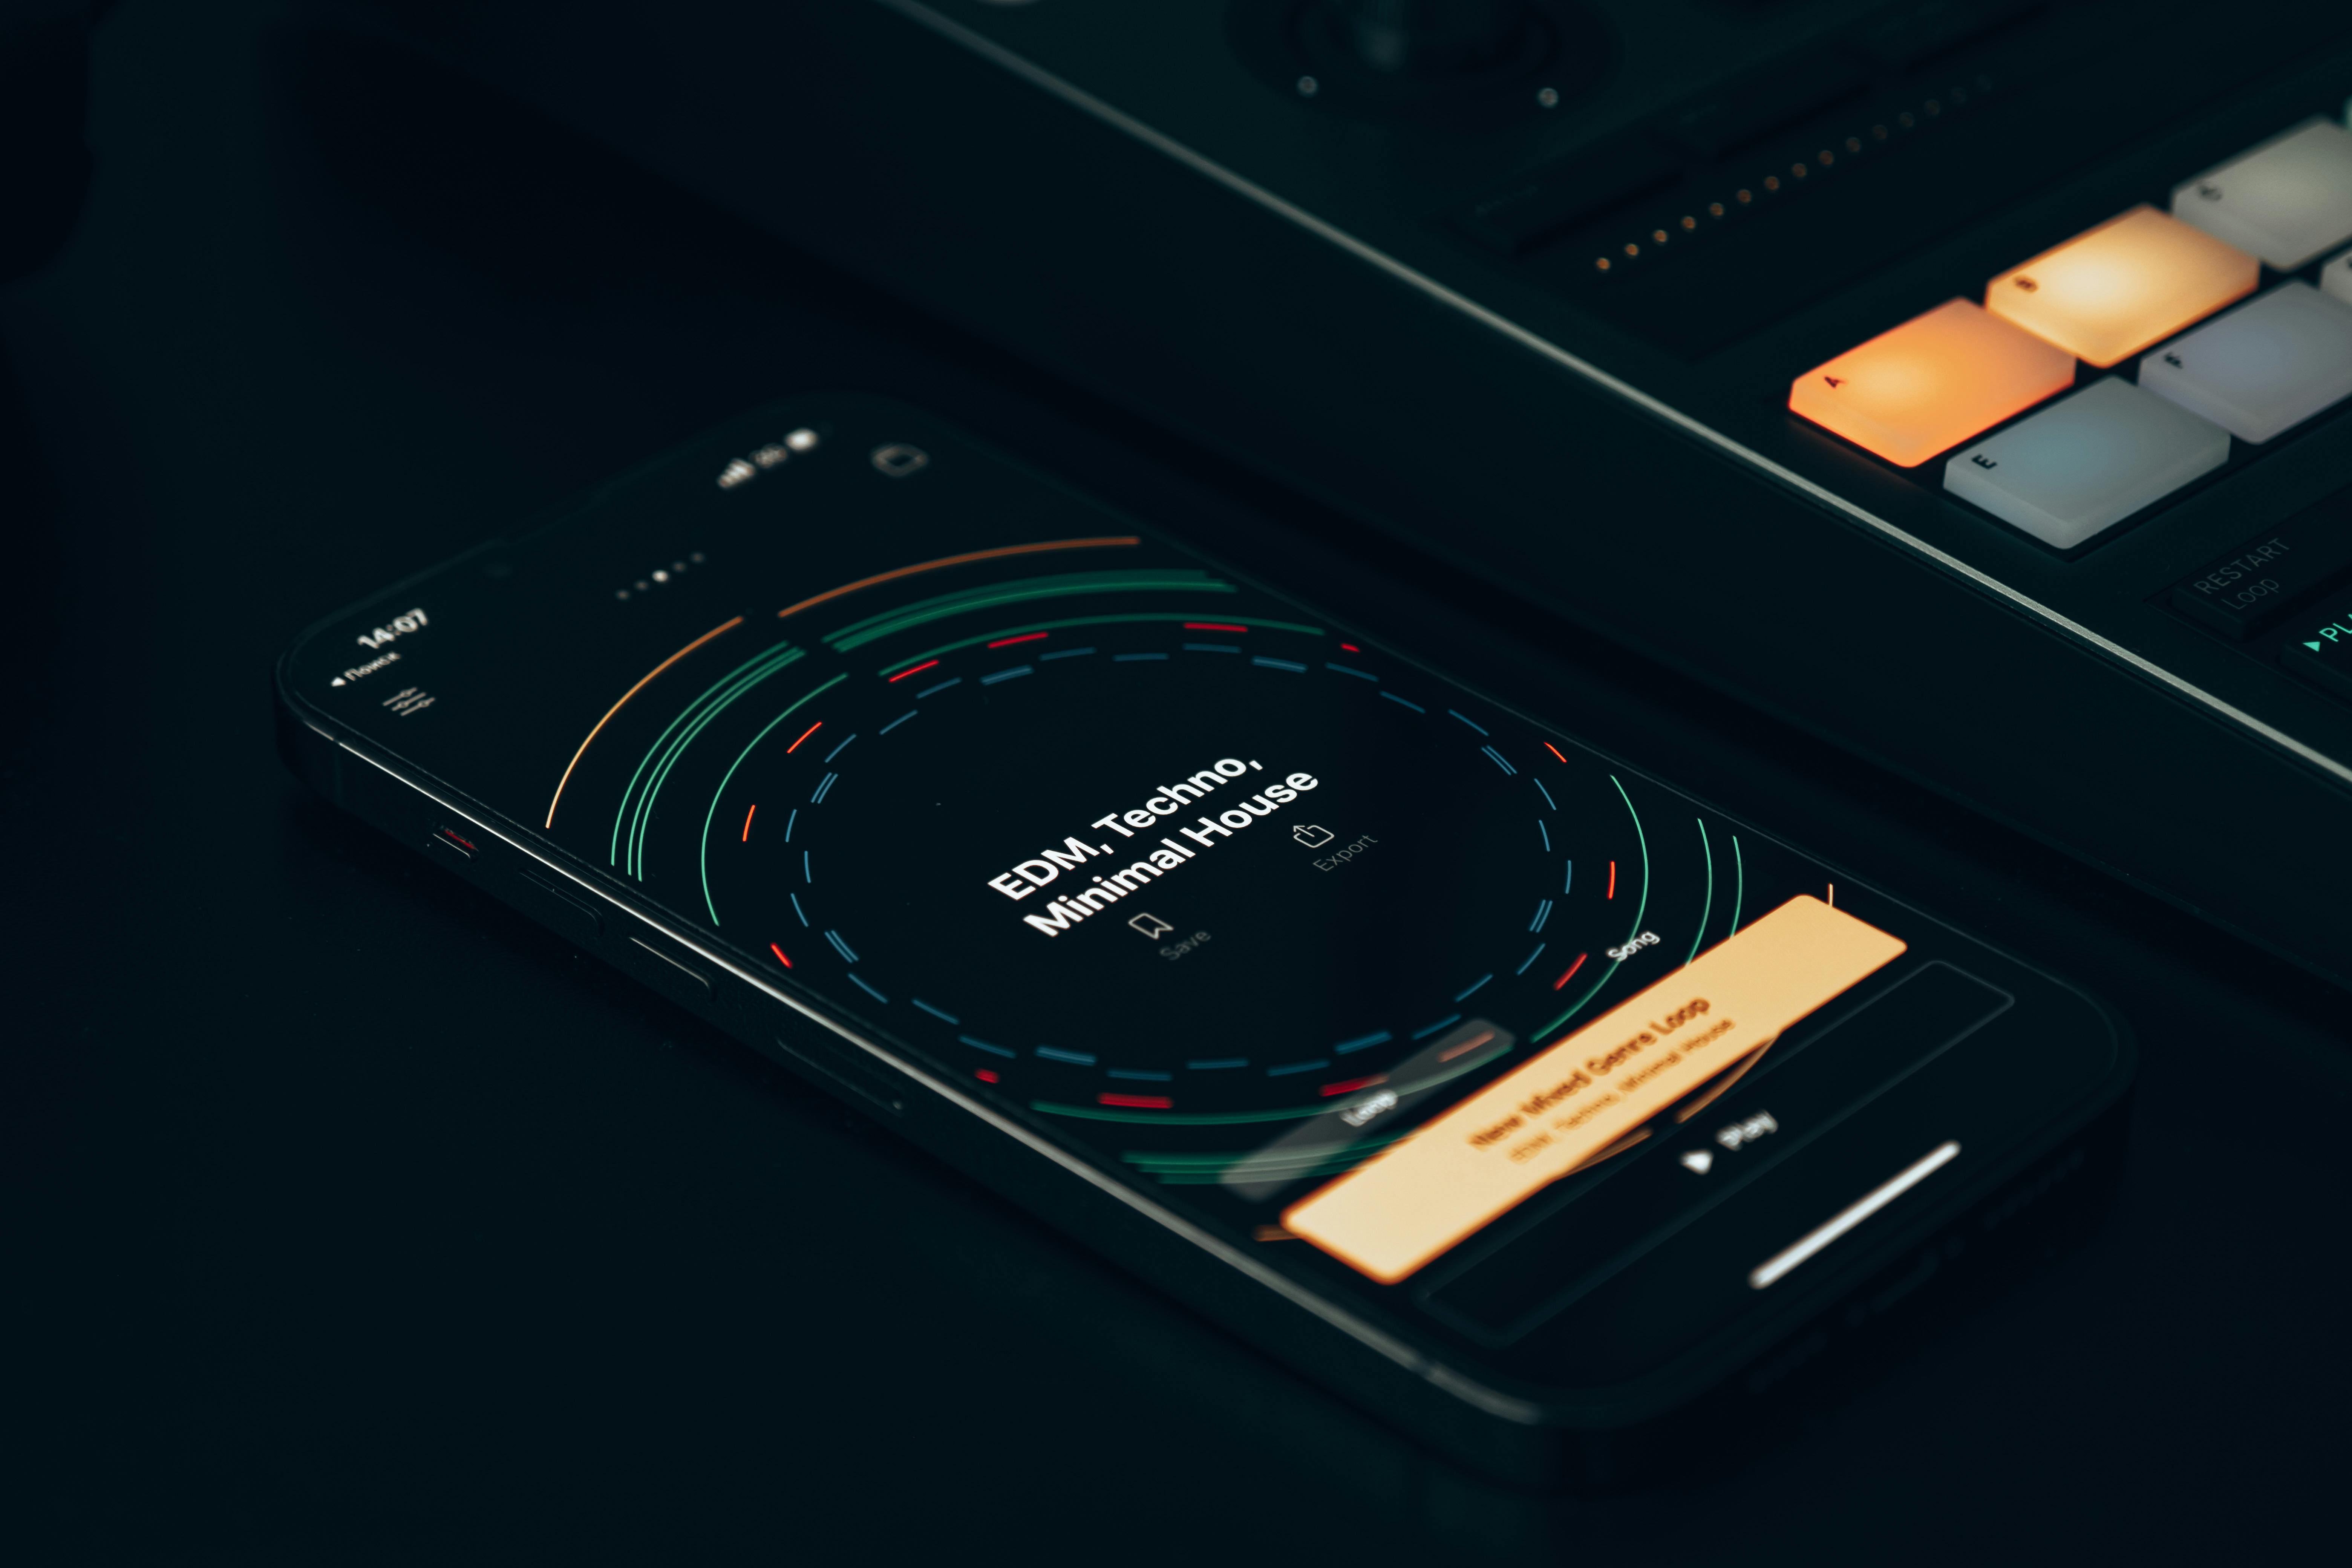 14:07
◀ Поиск
EDM, Techno,
Minimal House
Save
Export
Loop
Song
New Mixed Genre Loop
EDM, Techno, Minimal House
Play
A
B
C
E
F
RESTART
Loop
▶PL